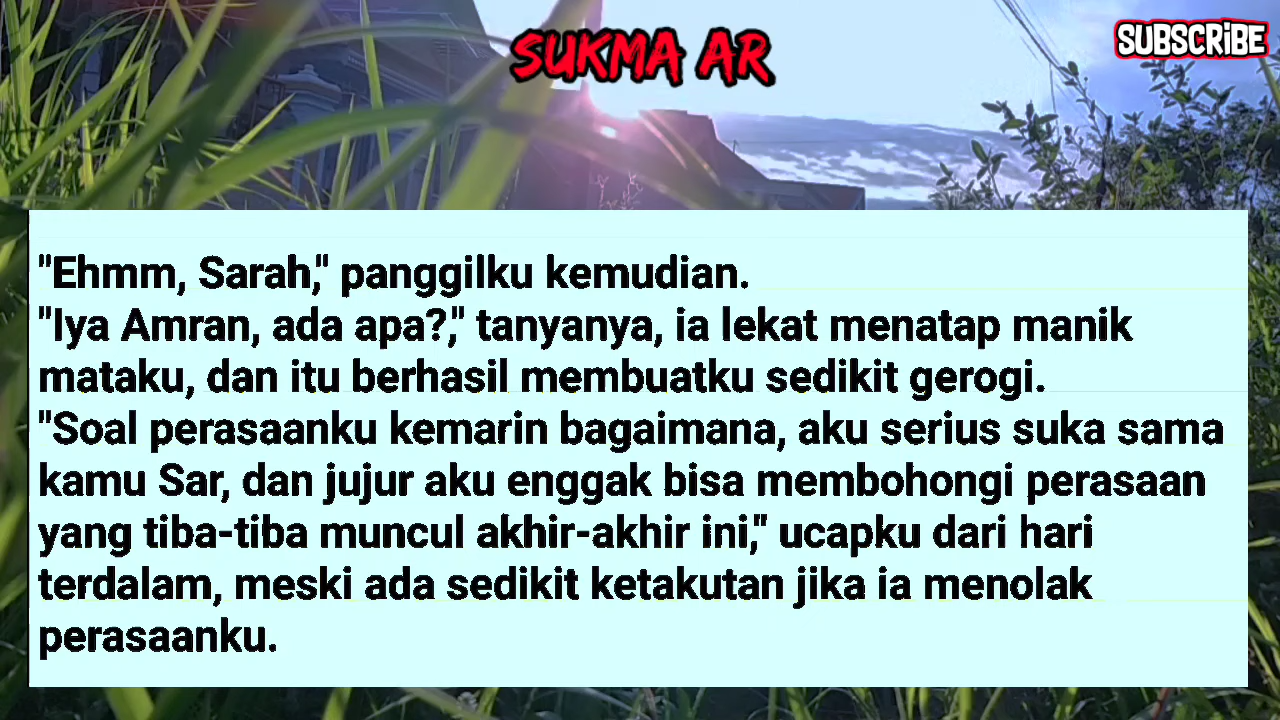 SUKMA AR
SUBSCRiBE
"Ehmm, Sarah," panggilku kemudian.
"Iya Amran, ada apa?," tanyanya, ia lekat menatap manik
mataku, dan itu berhasil membuatku sedikit gerogi.
"Soal perasaanku kemarin bagaimana, aku serius suka sama
kamu Sar, dan jujur aku enggak bisa membohongi perasaan
yang tiba-tiba muncul akhir-akhir ini," ucapku dari hari
terdalam, meski ada sedikit ketakutan jika ia menolak
perasaanku.